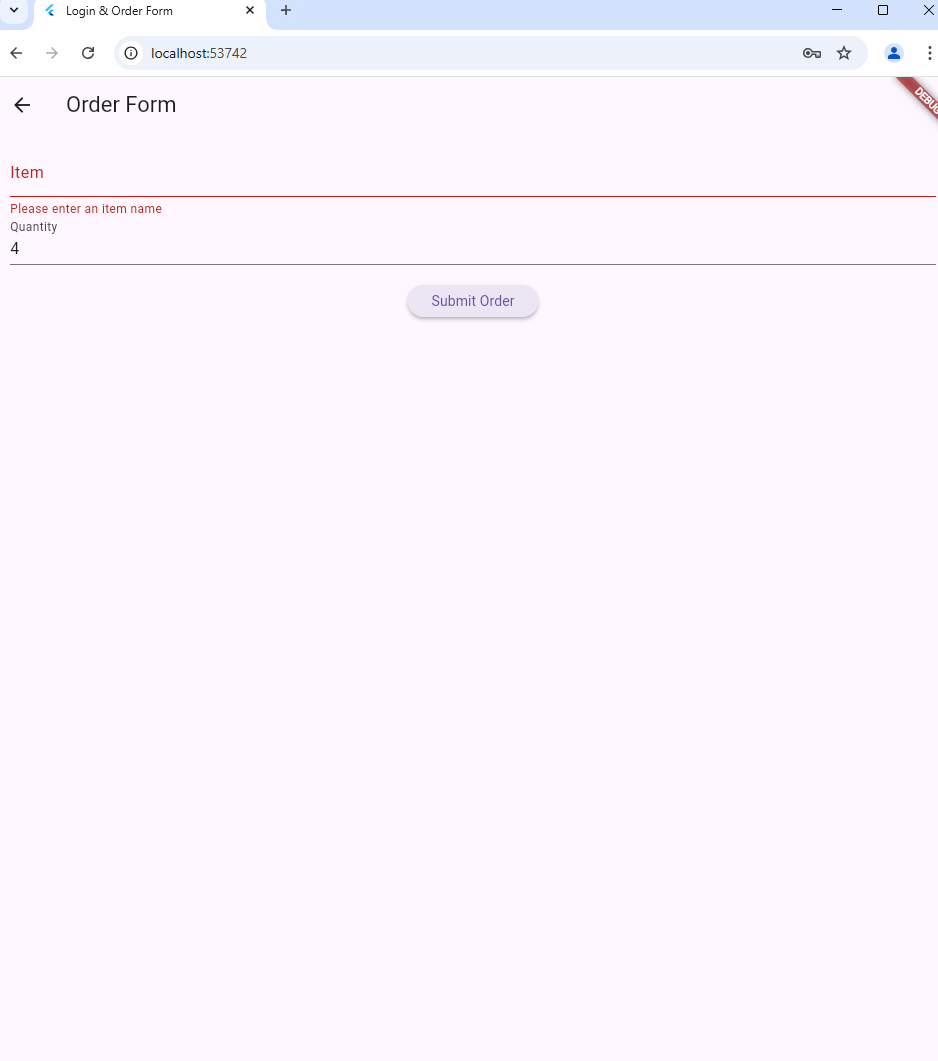 Login & Order Form
localhost:53742
Order Form
DEBUG
Item
Please enter an item name
Quantity
4
Submit Order